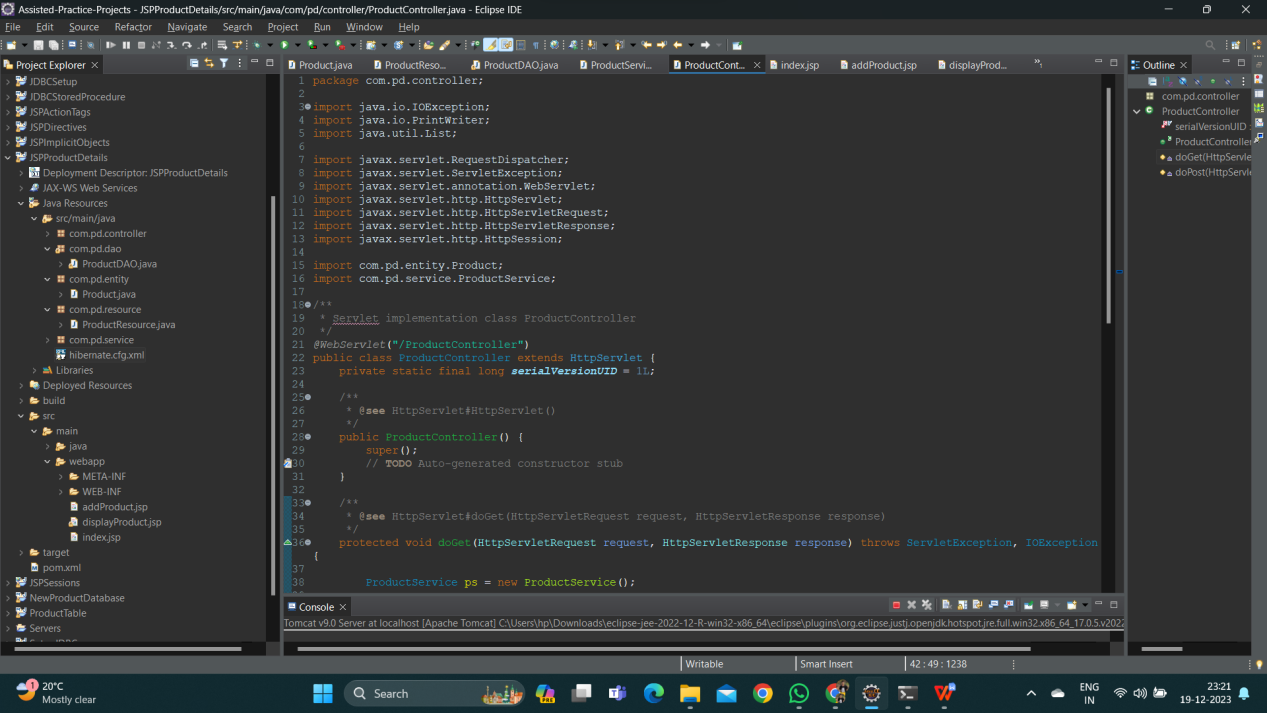 Assisted-Practice-Projects - JSPProductDetails/src/main/java/com/pd/controller/ProductController.java - Eclipse IDE
File Edit Source Refactor Navigate Search Project Run Window Help
Project Explorer
JDBCSetup
JDBCStoredProcedure
JSPActionTags
JSPDirectives
JSPImplicitObjects
JSPProductDetails
Deployment Descriptor: JSPProductDetails
JAX-WS Web Services
Java Resources
src/main/java
com.pd.controller
com.pd.dao
ProductDAO.java
com.pd.entity
Product.java
com.pd.resource
ProductResource.java
com.pd.service
hibernate.cfg.xml
Libraries
Deployed Resources
build
src
main
java
webapp
META-INF
WEB-INF
addProduct.jsp
displayProduct.jsp
index.jsp
target
pom.xml
JSPSessions
NewProductDatabase
ProductTable
Servers
Product.java ProductReso... ProductDAO.java ProductServi... ProductCont... index.jsp addProduct.jsp displayProd...
1 package com.pd.controller;
2
3 import java.io.IOException;
4 import java.io.PrintWriter;
5 import java.util.List;
6
7 import javax.servlet.RequestDispatcher;
8 import javax.servlet.ServletException;
9 import javax.servlet.annotation.WebServlet;
10 import javax.servlet.http.HttpServlet;
11 import javax.servlet.http.HttpServletRequest;
12 import javax.servlet.http.HttpServletResponse;
13 import javax.servlet.http.HttpSession;
14
15 import com.pd.entity.Product;
16 import com.pd.service.ProductService;
17
18 /**
19 * Servlet implementation class ProductController
20 */
21 @WebServlet("/ProductController")
22 public class ProductController extends HttpServlet {
23 private static final long serialVersionUID = 1L;
24
25 /**
26 * @see HttpServlet#HttpServlet()
27 */
28 public ProductController() {
29 super();
30 // TODO Auto-generated constructor stub
31 }
32
33 /**
34 * @see HttpServlet#doGet(HttpServletRequest request, HttpServletResponse response)
35 */
36 protected void doGet(HttpServletRequest request, HttpServletResponse response) throws ServletException, IOException
{
37
38 ProductService ps = new ProductService();
Outline
com.pd.controller
ProductController
serialVersionUID :
ProductController
doGet(HttpServle
doPost(HttpServl
Console
Tomcat v9.0 Server at localhost [Apache Tomcat] C:\Users\hp\Downloads\eclipse-jee-2022-12-R-win32-x86_64\eclipse\plugins\org.eclipse.justj.openjdk.hotspot.jre.full.win32.x86_64_17.0.5.v2022
Writable Smart Insert 42 : 49 : 1238
1
20°C
Mostly clear
Search
PRE
ENG
IN
23:21
19-12-2023